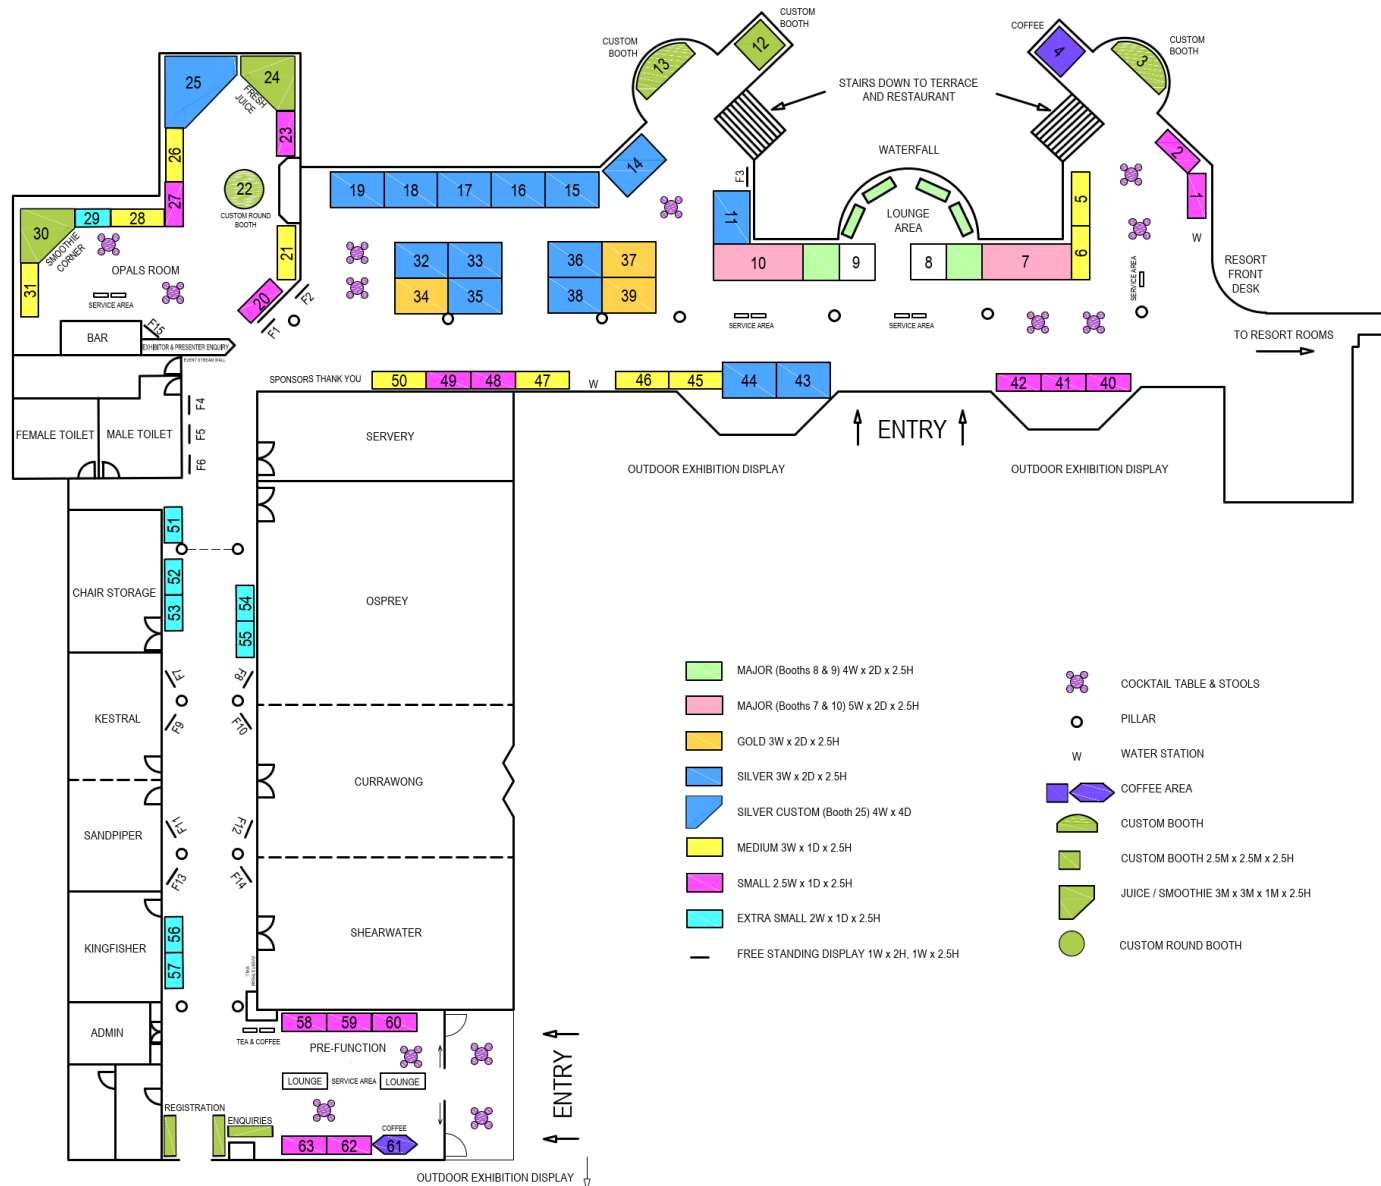 CUSTOM
BOOTH
12
COFFEE
4
CUSTOM
BOOTH
13
CUSTOM
BOOTH
3
STAIRS DOWN TO TERRACE
AND RESTAURANT
25
24
FRESH
JUICE
23
26
27
22
CUSTOM ROUND
BOOTH
19
18
17
16
15
14
F3
WATERFALL
LOUNGE
AREA
2
1
W
5
6
11
10
9
8
7
30
29
28
SMOOTHIE
CORNER
OPALS ROOM
31
SERVICE AREA
21
20
F2
F1
32
33
34
35
36
37
38
39
SERVICE AREA
SERVICE AREA
SERVICE AREA
RESORT
FRONT
DESK
TO RESORT ROOMS
BAR
F15
EXHIBITOR & PRESENTER ENQUIRY
EVENT STREAM WALL
SPONSORS THANK YOU
50
49
48
47
W
46
45
44
43
42
41
40
ENTRY
OUTDOOR EXHIBITION DISPLAY
OUTDOOR EXHIBITION DISPLAY
FEMALE TOILET
MALE TOILET
F4
F5
F6
SERVERY
51
52
53
54
55
CHAIR STORAGE
OSPREY
F7
F8
F9
F10
KESTRAL
CURRAWONG
SANDPIPER
F11
F12
F13
F14
KINGFISHER
56
57
SHEARWATER
EVENT STREAM
WALL
ADMIN
TEA & COFFEE
58
59
60
PRE-FUNCTION
LOUNGE
SERVICE AREA
LOUNGE
REGISTRATION
ENQUIRIES
COFFEE
63
62
61
ENTRY
OUTDOOR EXHIBITION DISPLAY
MAJOR (Booths 8 & 9) 4W x 2D x 2.5H
MAJOR (Booths 7 & 10) 5W x 2D x 2.5H
GOLD 3W x 2D x 2.5H
SILVER 3W x 2D x 2.5H
SILVER CUSTOM (Booth 25) 4W x 4D
MEDIUM 3W x 1D x 2.5H
SMALL 2.5W x 1D x 2.5H
EXTRA SMALL 2W x 1D x 2.5H
FREE STANDING DISPLAY 1W x 2H, 1W x 2.5H
COCKTAIL TABLE & STOOLS
PILLAR
W
WATER STATION
COFFEE AREA
CUSTOM BOOTH
CUSTOM BOOTH 2.5M x 2.5M x 2.5H
JUICE / SMOOTHIE 3M x 3M x 1M x 2.5H
CUSTOM ROUND BOOTH